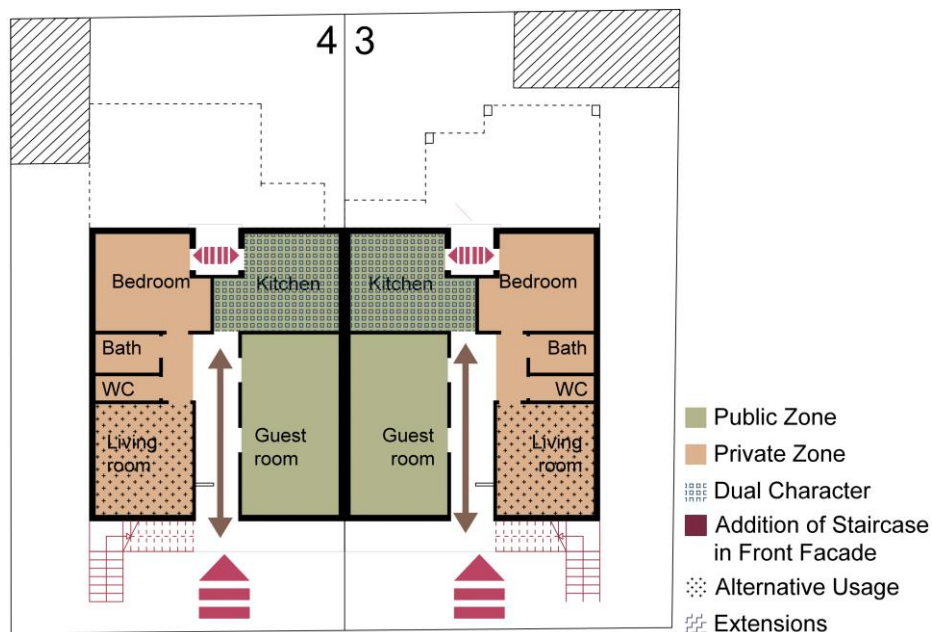 4 3
Bedroom
Kitchen
Kitchen
Bedroom
Bath
Bath
WC
WC
Living
room
Guest
room
Guest
room
Living
room
Public Zone
Private Zone
Dual Character
Addition of Staircase
in Front Facade
Alternative Usage
Extensions